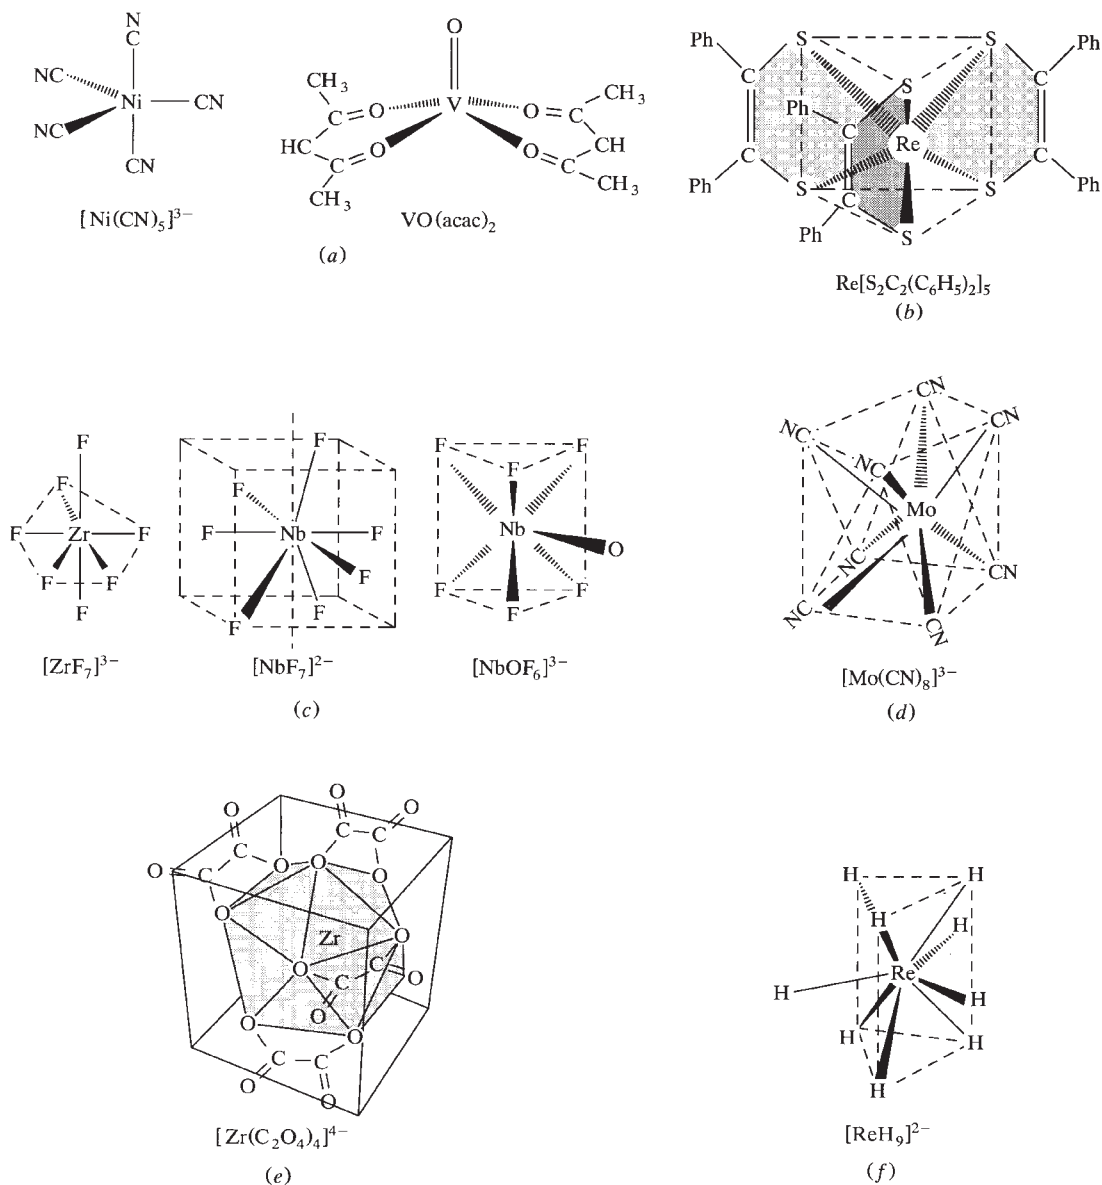 N
C
NC
Ni
CN
NC
CN
[Ni(CN)₅]³⁻
O
CH₃
C
O
V
O
C
CH₃
HC
CH
C
O
O
C
CH₃
CH₃
VO(acac)₂
(a)
Ph
S
S
Ph
C
S
C
Ph
C
Re
C
C
Ph
S
S
C
Ph
Ph
S
Re[S₂C₂(C₆H₅)₂]₅
(b)
F
F
F
Zr
F
F
F
F
[ZrF₇]³⁻
F
F
F
Nb
F
F
F
F
[NbF₇]²⁻
F
F
F
Nb
O
F
F
F
[NbOF₆]³⁻
(c)
CN
NC
CN
NC
Mo
NC
CN
NC
CN
[Mo(CN)₈]³⁻
(d)
O
O
O
C
C
C
O
C
O
O
O
O
Zr
O
O
C
O
C
O
O
O
C
C
O
O
[Zr(C₂O₄)₄]⁴⁻
(e)
H
H
H
H
Re
H
H
H
H
H
[ReH₉]²⁻
(f)